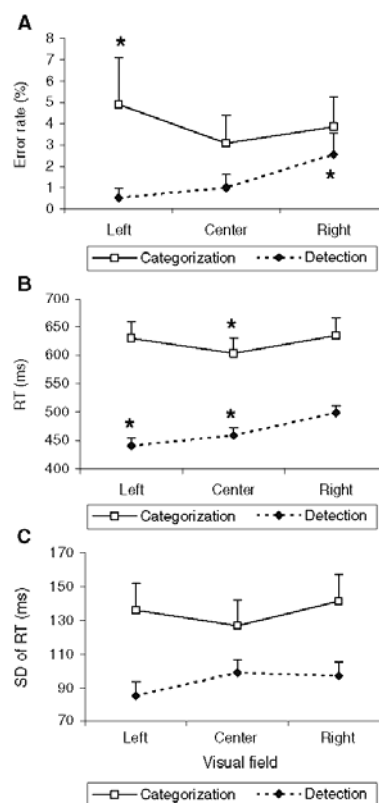 A
*
8
7
6
5
4
3
2
1
0
Error rate (%)
*
Left Center Right
Categorization Detection
B
700
650
600
550
500
450
400
RT (ms)
*
* *
Left Center Right
Categorization Detection
C
170
150
130
110
90
70
SD of RT (ms)
Left Center Right
Visual field
Categorization Detection